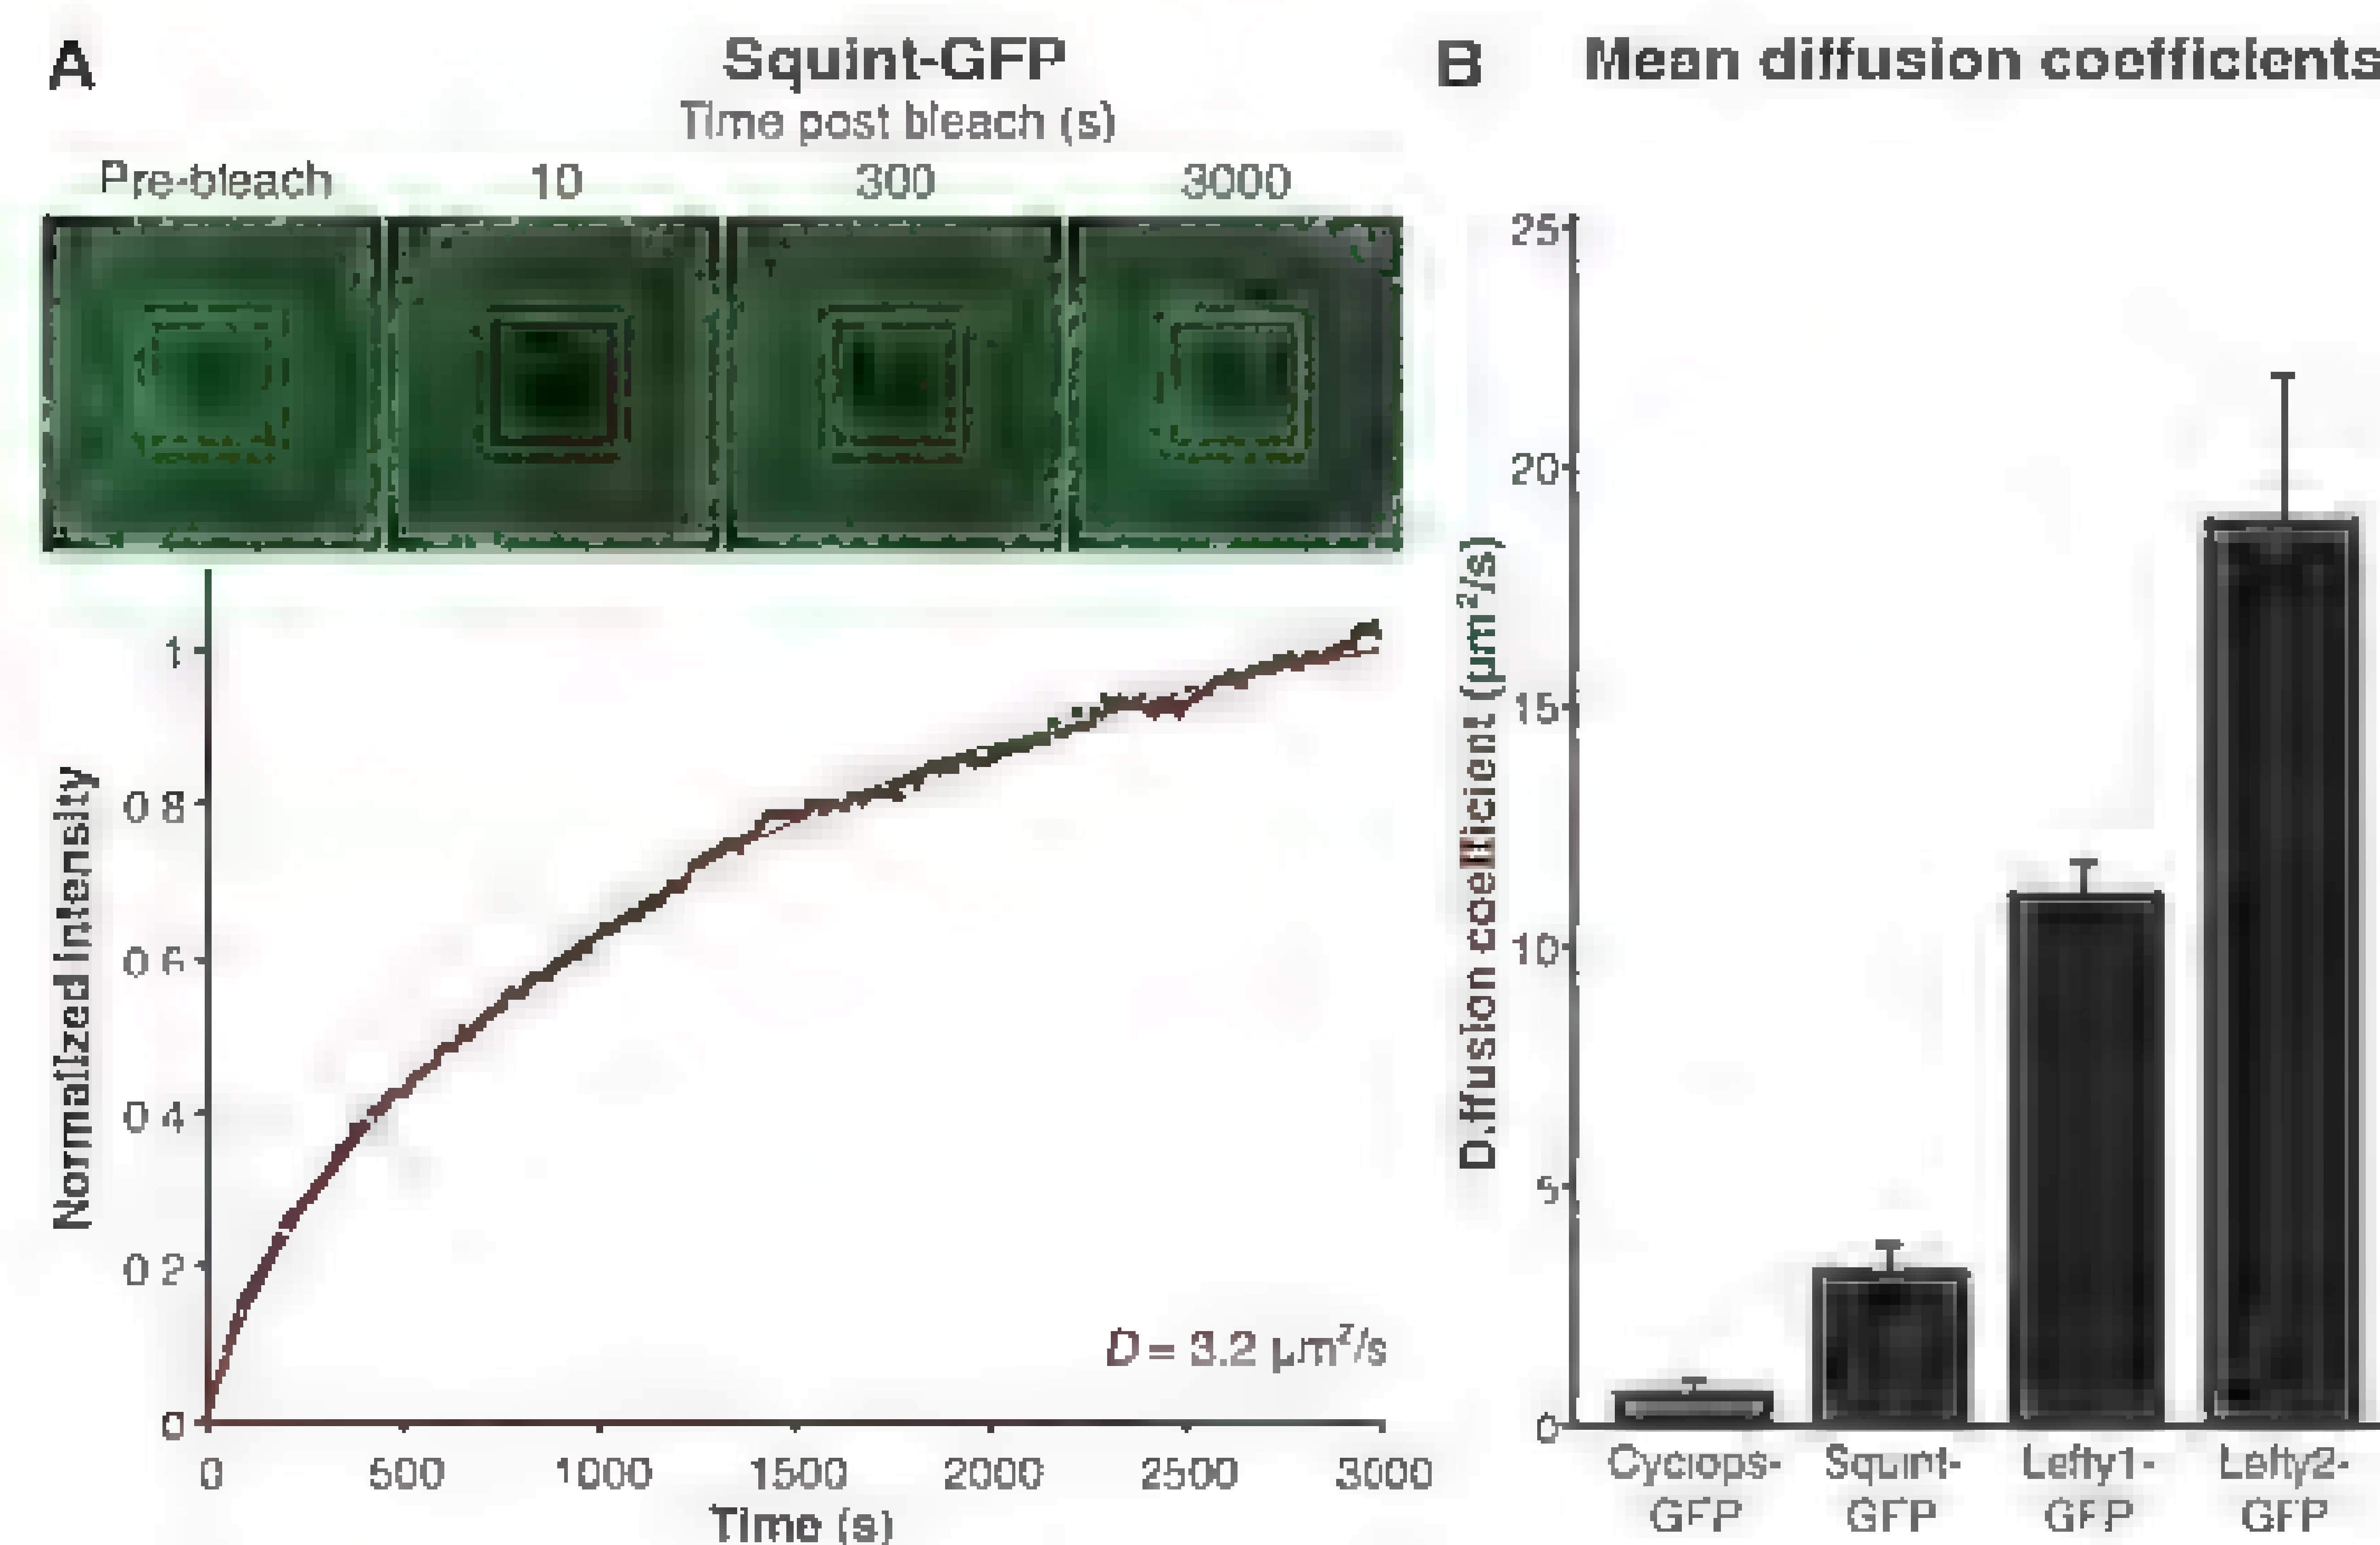 A
Squint-GFP
Time post bleach (s)
Pre-bleach 10 300 3000
Normalized intensity
1
0.8
0.6
0.4
0.2
0
0 500 1000 1500 2000 2500 3000
Time (s)
D = 3.2 µm²/s
B Mean diffusion coefficients
Diffusion coefficient (µm²/s)
25
20
15
10
5
0
Cyclops-
GFP
Squint-
GFP
Lefty1-
GFP
Lefty2-
GFP